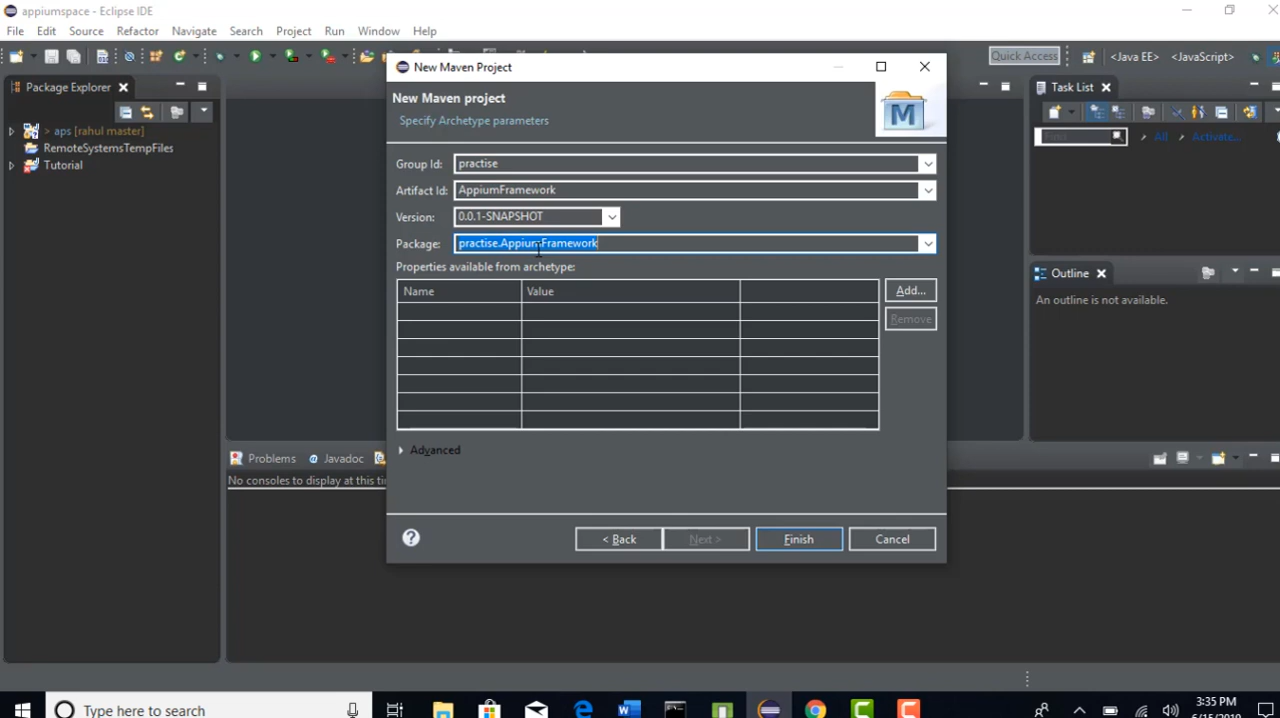 appiumspace - Eclipse IDE
File Edit Source Refactor Navigate Search Project Run Window Help
Quick Access <Java EE> <JavaScript>
Package Explorer
> aps [rahul master]
RemoteSystemsTempFiles
Tutorial
New Maven Project
New Maven project
Specify Archetype parameters
M
Group Id: practise
Artifact Id: AppiumFramework
Version: 0.0.1-SNAPSHOT
Package: practise.AppiumFramework
Properties available from archetype:
Name Value
Add...
Remove
Advanced
? < Back Next > Finish Cancel
Task List
Find All Activate...
Outline
An outline is not available.
Problems Javadoc
No consoles to display at this ti
Type here to search
3:35 PM